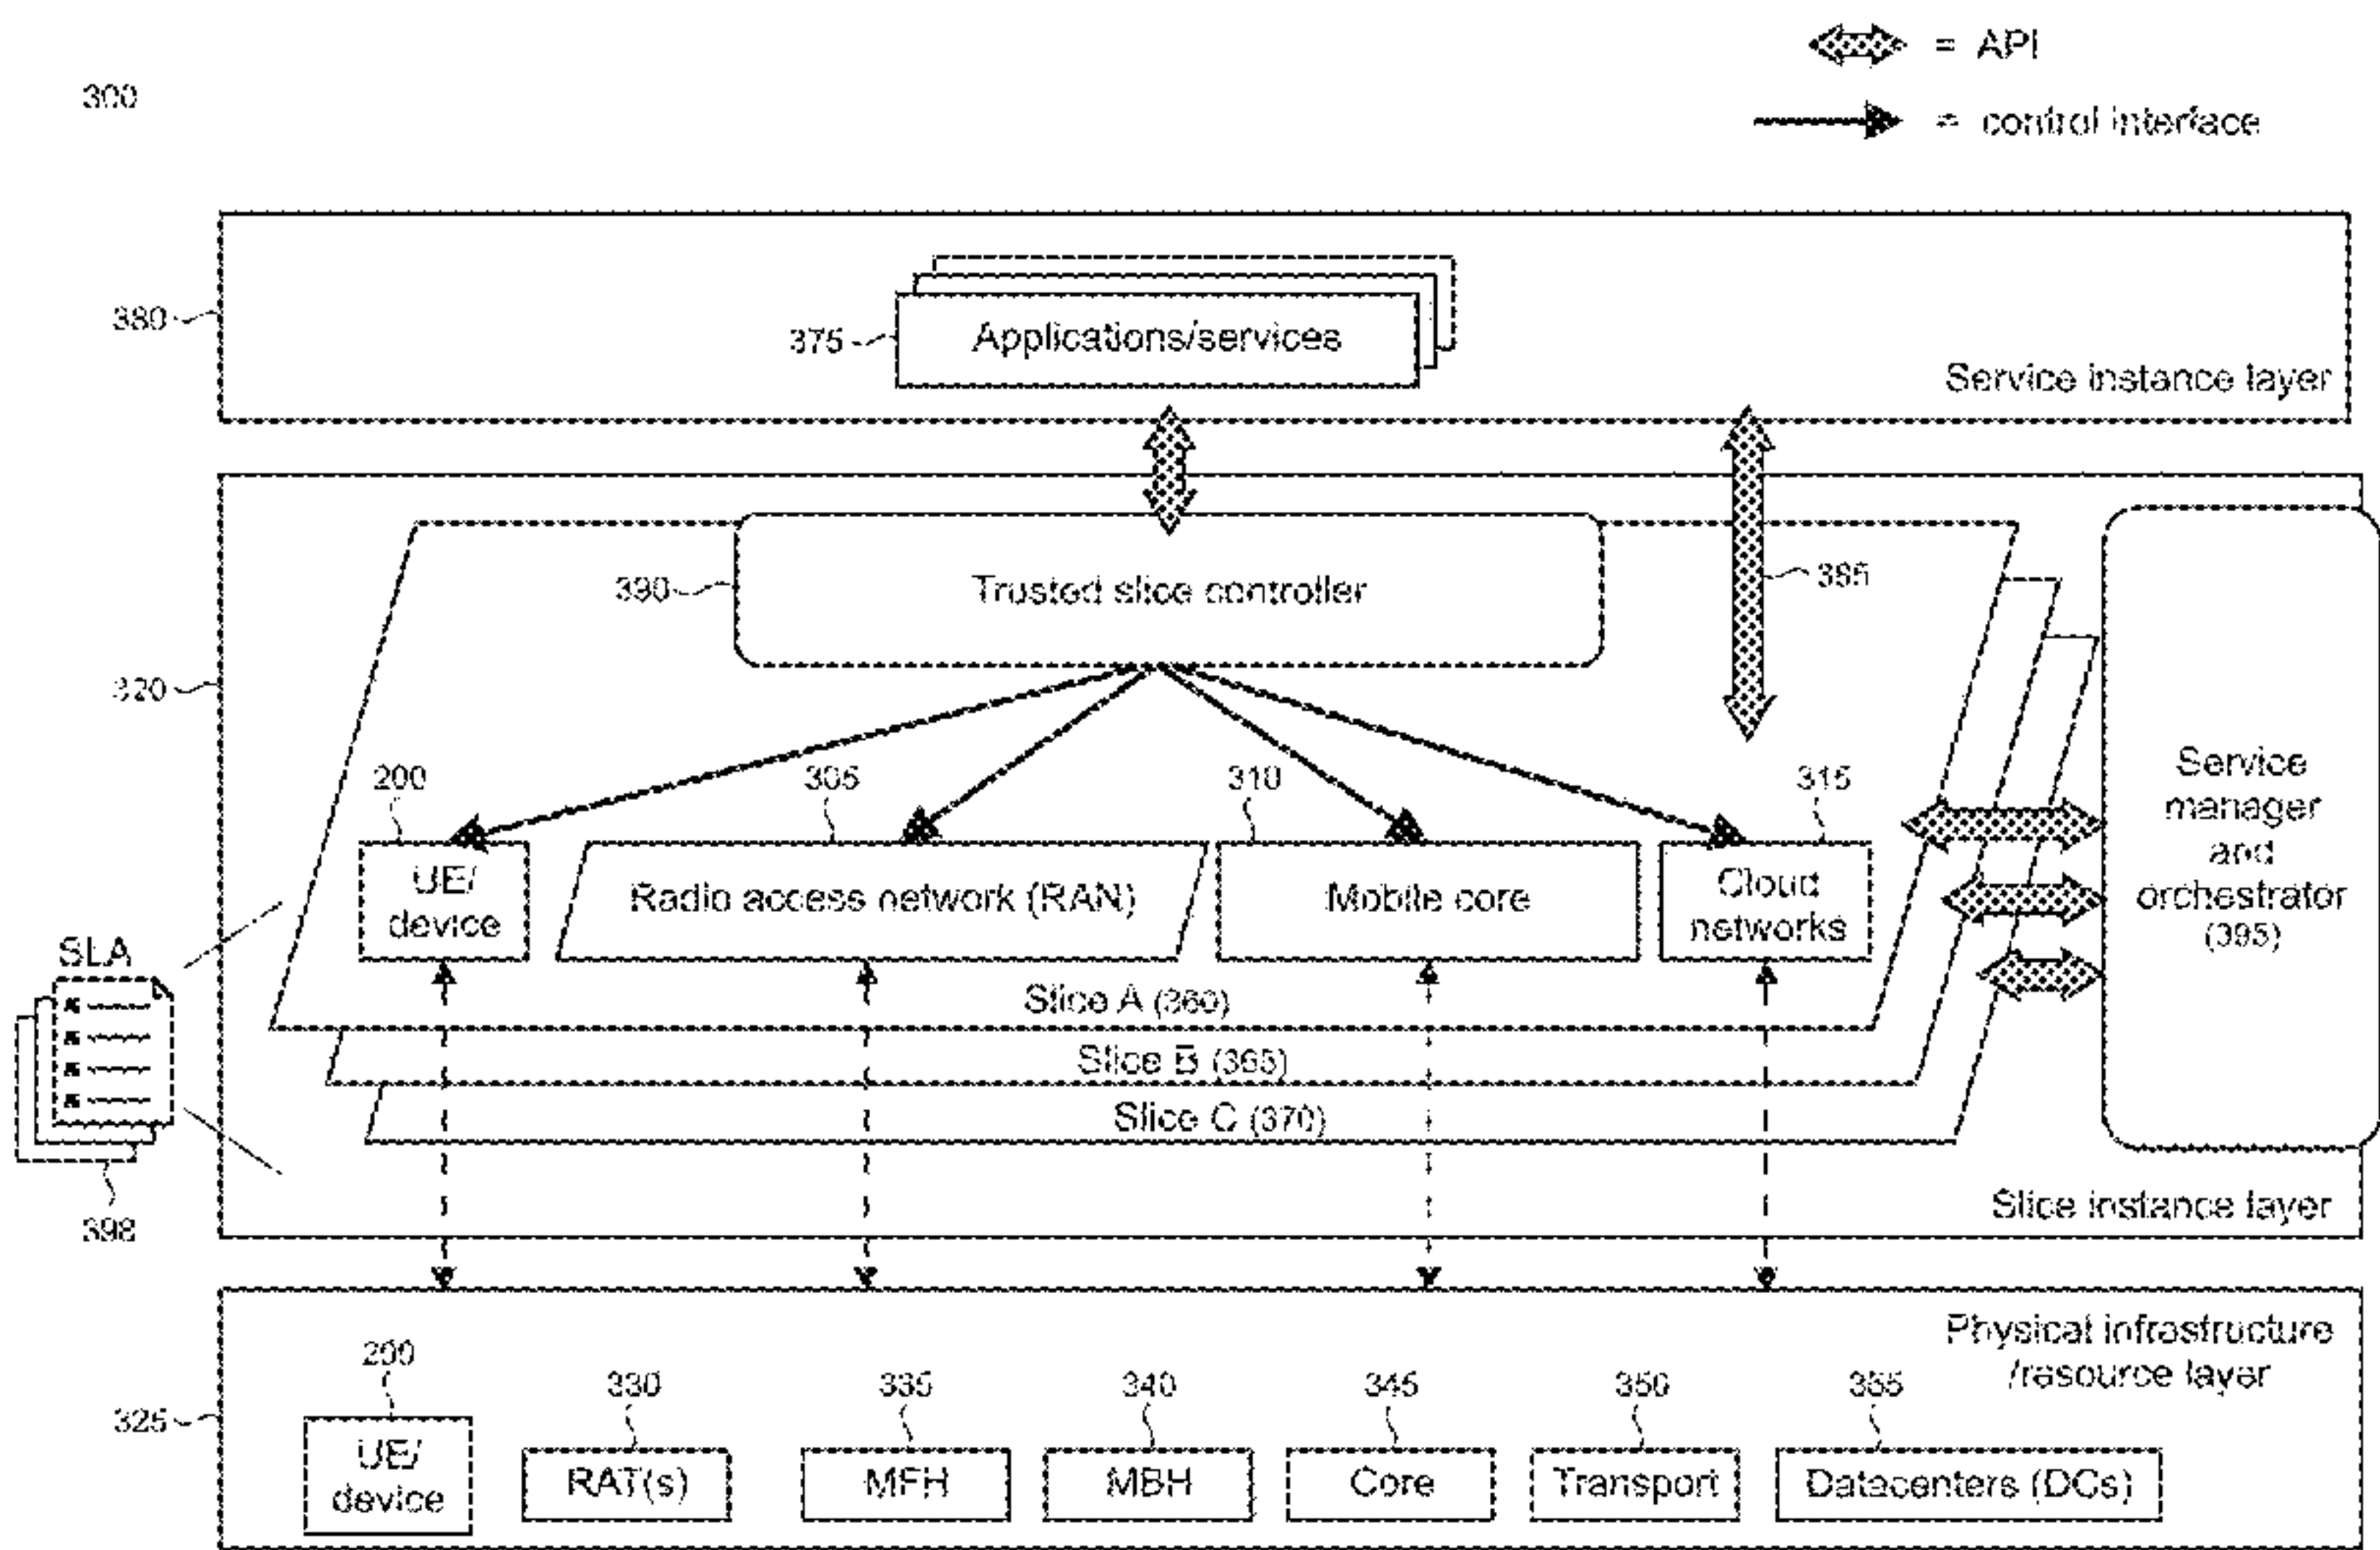 300
= API
= control interface
380
375
Applications/services
Service instance layer
390
Trusted slice controller
385
320
200
305
310
315
UE/
device
Radio access network (RAN)
Mobile core
Cloud
networks
Service
manager
and
orchestrator
(395)
SLA
Slice A (360)
Slice B (365)
Slice C (370)
398
Slice instance layer
Physical infrastructure
/resource layer
325
200
330
335
340
345
350
355
UE/
device
RAT(s)
MFH
MBH
Core
Transport
Datacenters (DCs)